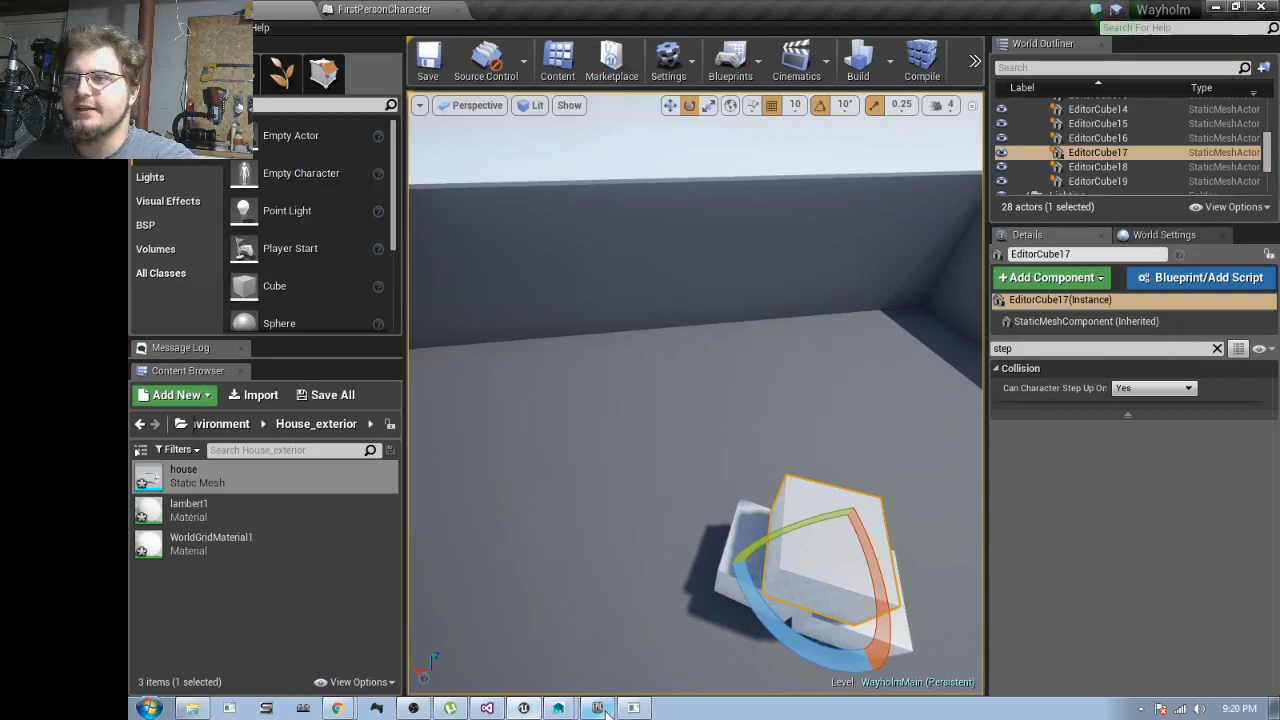 FirstPersonCharacter
Wayholm
Help
Search For Help
Save
Source Control
Content
Marketplace
Settings
Blueprints
Cinematics
Build
Compile
World Outliner
Search...
Label
Type
EditorCube14
StaticMeshActor
EditorCube15
StaticMeshActor
EditorCube16
StaticMeshActor
EditorCube17
StaticMeshActor
EditorCube18
StaticMeshActor
EditorCube19
StaticMeshActor
28 actors (1 selected)
View Options
Perspective
Lit
Show
10
10°
0.25
4
Empty Actor
Empty Character
Point Light
Player Start
Cube
Sphere
Lights
Visual Effects
BSP
Volumes
All Classes
Details
World Settings
EditorCube17
+ Add Component
Blueprint/Add Script
EditorCube17(Instance)
StaticMeshComponent (Inherited)
step
Collision
Can Character Step Up On
Yes
Message Log
Content Browser
Add New
Import
Save All
vironment
House_exterior
Filters
Search House_exterior
house
Static Mesh
lambert1
Material
WorldGridMaterial1
Material
3 items (1 selected)
View Options
Level: WayholmMain (Persistent)
9:20 PM